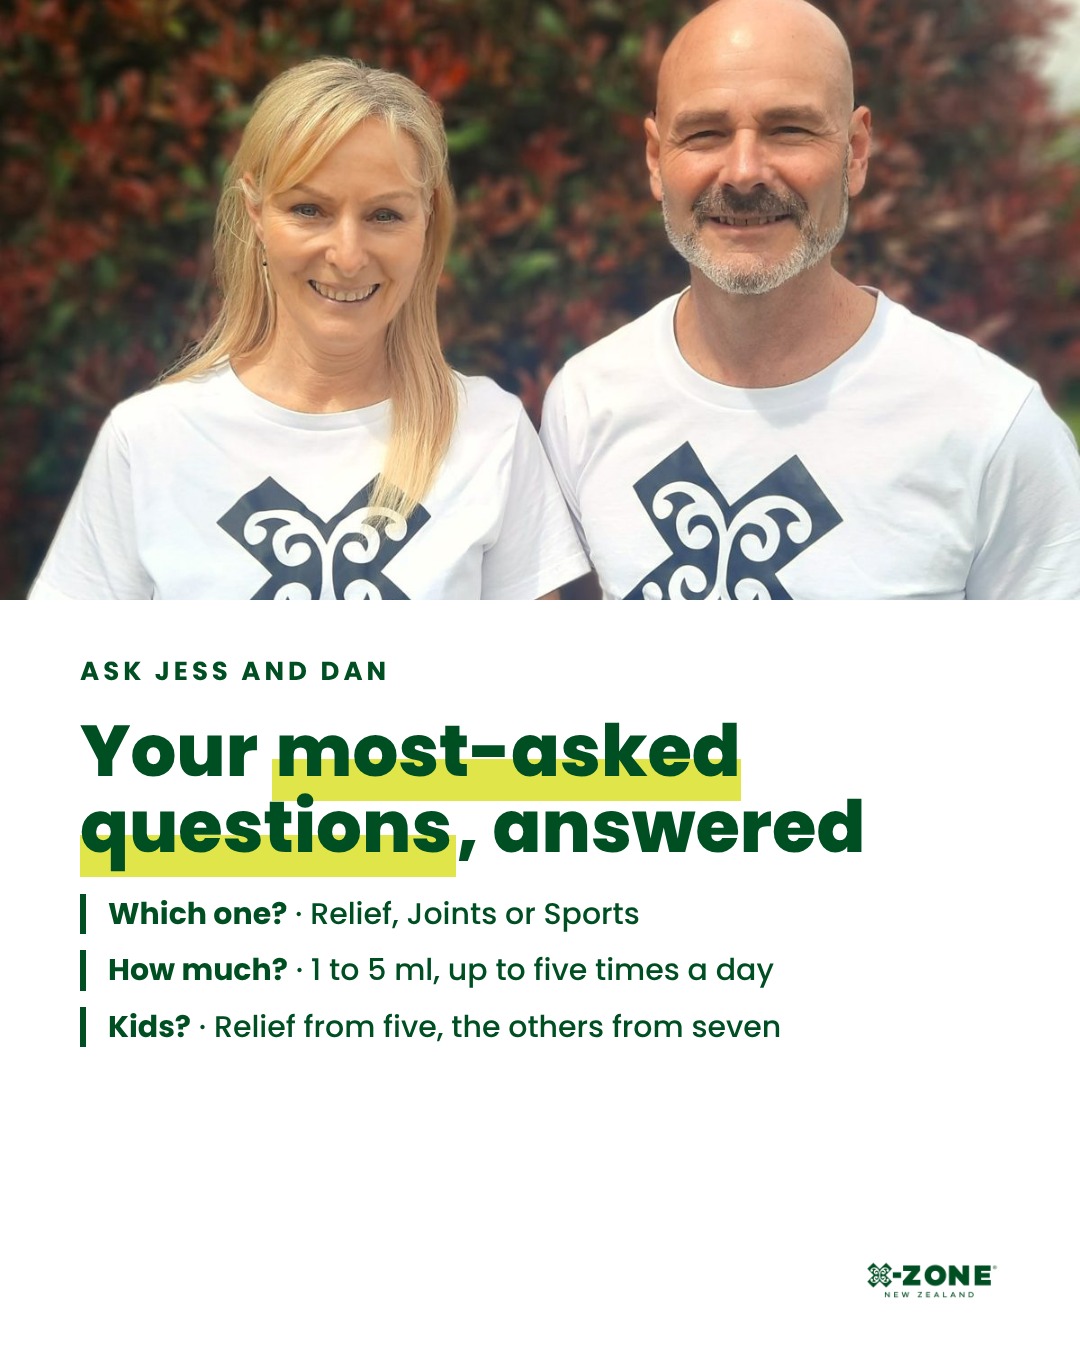 ASK JESS AND DAN
Your most-asked
questions, answered
Which one? · Relief, Joints or Sports
How much? · 1 to 5 ml, up to five times a day
Kids? · Relief from five, the others from seven
X-ZONE®
NEW ZEALAND